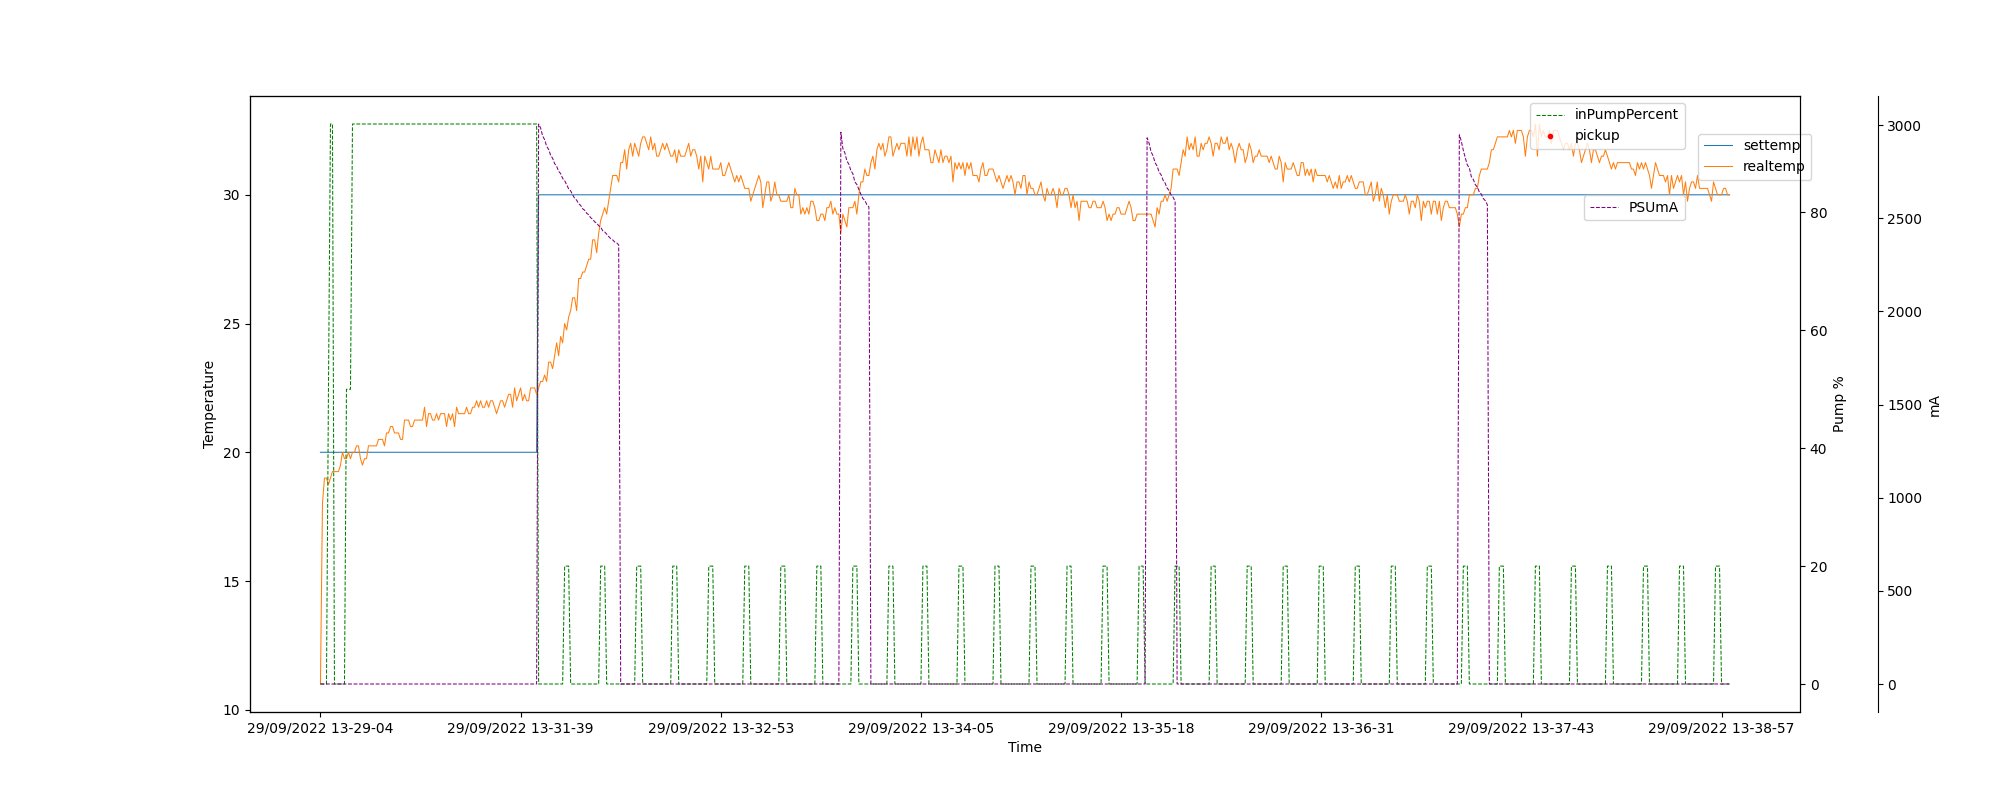 inPumpPercent
pickup
settemp
realtemp
PSUmA
30
25
20
15
10
Temperature
80
60
40
20
0
Pump %
3000
2500
2000
1500
1000
500
0
mA
29/09/2022 13-29-04
29/09/2022 13-31-39
29/09/2022 13-32-53
29/09/2022 13-34-05
29/09/2022 13-35-18
29/09/2022 13-36-31
29/09/2022 13-37-43
29/09/2022 13-38-57
Time